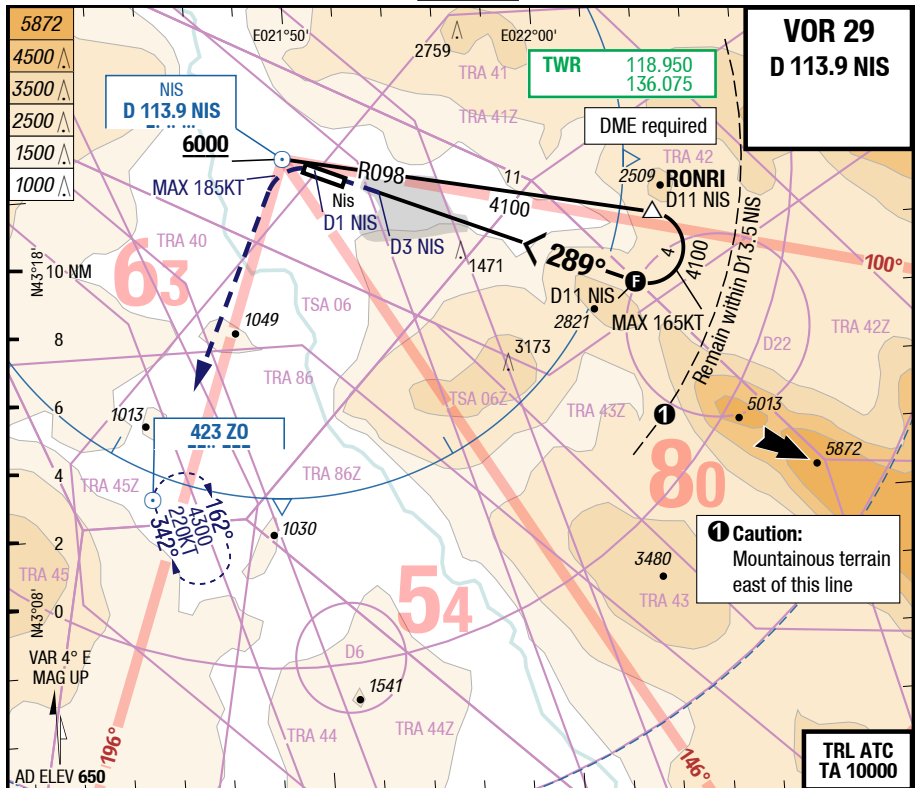 5872
4500
3500
2500
1500
1000
E021°50'
E022°00'
2759
TRA 41
TRA 41Z
TWR 118.950
136.075
VOR 29
D 113.9 NIS
DME required
NIS
D 113.9 NIS
6000
MAX 185KT
R098
11
4100
2509
TRA 42
RONRI
D11 NIS
Nis
D1 NIS
D3 NIS
1471
289°
4
4100
F
D11 NIS
2821
MAX 165KT
Remain within D13.5 NIS
100°
TRA 40
63
TSA 06
N43°18'
10 NM
8
6
4
2
0
N43°08'
1049
TRA 86
3173
TSA 06Z
TRA 43Z
D22
TRA 42Z
1013
423 ZO
1
5013
5872
80
TRA 45Z
TRA 86Z
162°
4300
220KT
342°
1030
1 Caution:
Mountainous terrain
east of this line
3480
TRA 43
TRA 45
54
VAR 4° E
MAG UP
D6
1541
TRA 44
TRA 44Z
196°
146°
AD ELEV 650
TRL ATC
TA 10000